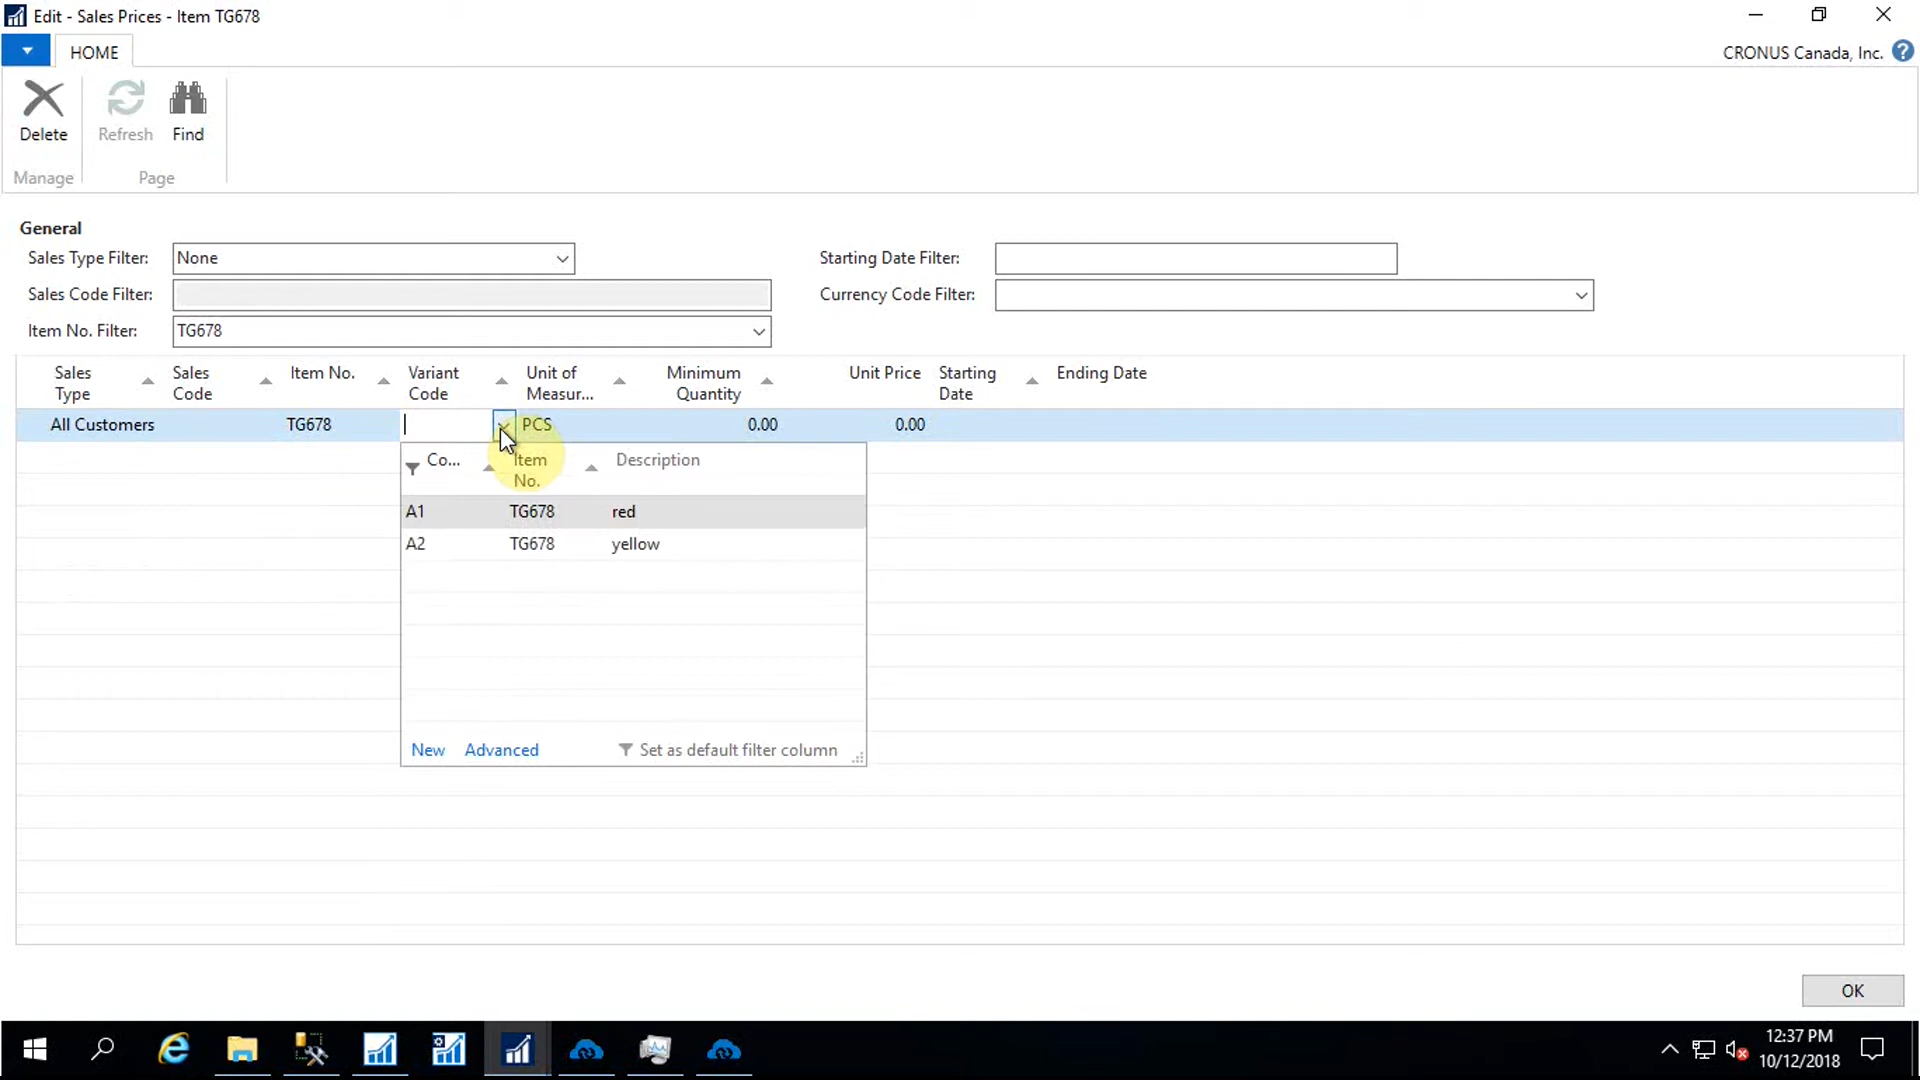 Edit - Sales Prices - Item TG678
HOME
CRONUS Canada, Inc.
Delete
Refresh
Find
Manage
Page
General
Sales Type Filter:
None
Starting Date Filter:
Sales Code Filter:
Currency Code Filter:
Item No. Filter:
TG678
Sales Type
Sales Code
Item No.
Variant Code
Unit of Measur...
Minimum Quantity
Unit Price
Starting Date
Ending Date
All Customers
TG678
PCS
0.00
0.00
Co...
Item No.
Description
A1 TG678 red
A2 TG678 yellow
New
Advanced
Set as default filter column
OK
12:37 PM
10/12/2018